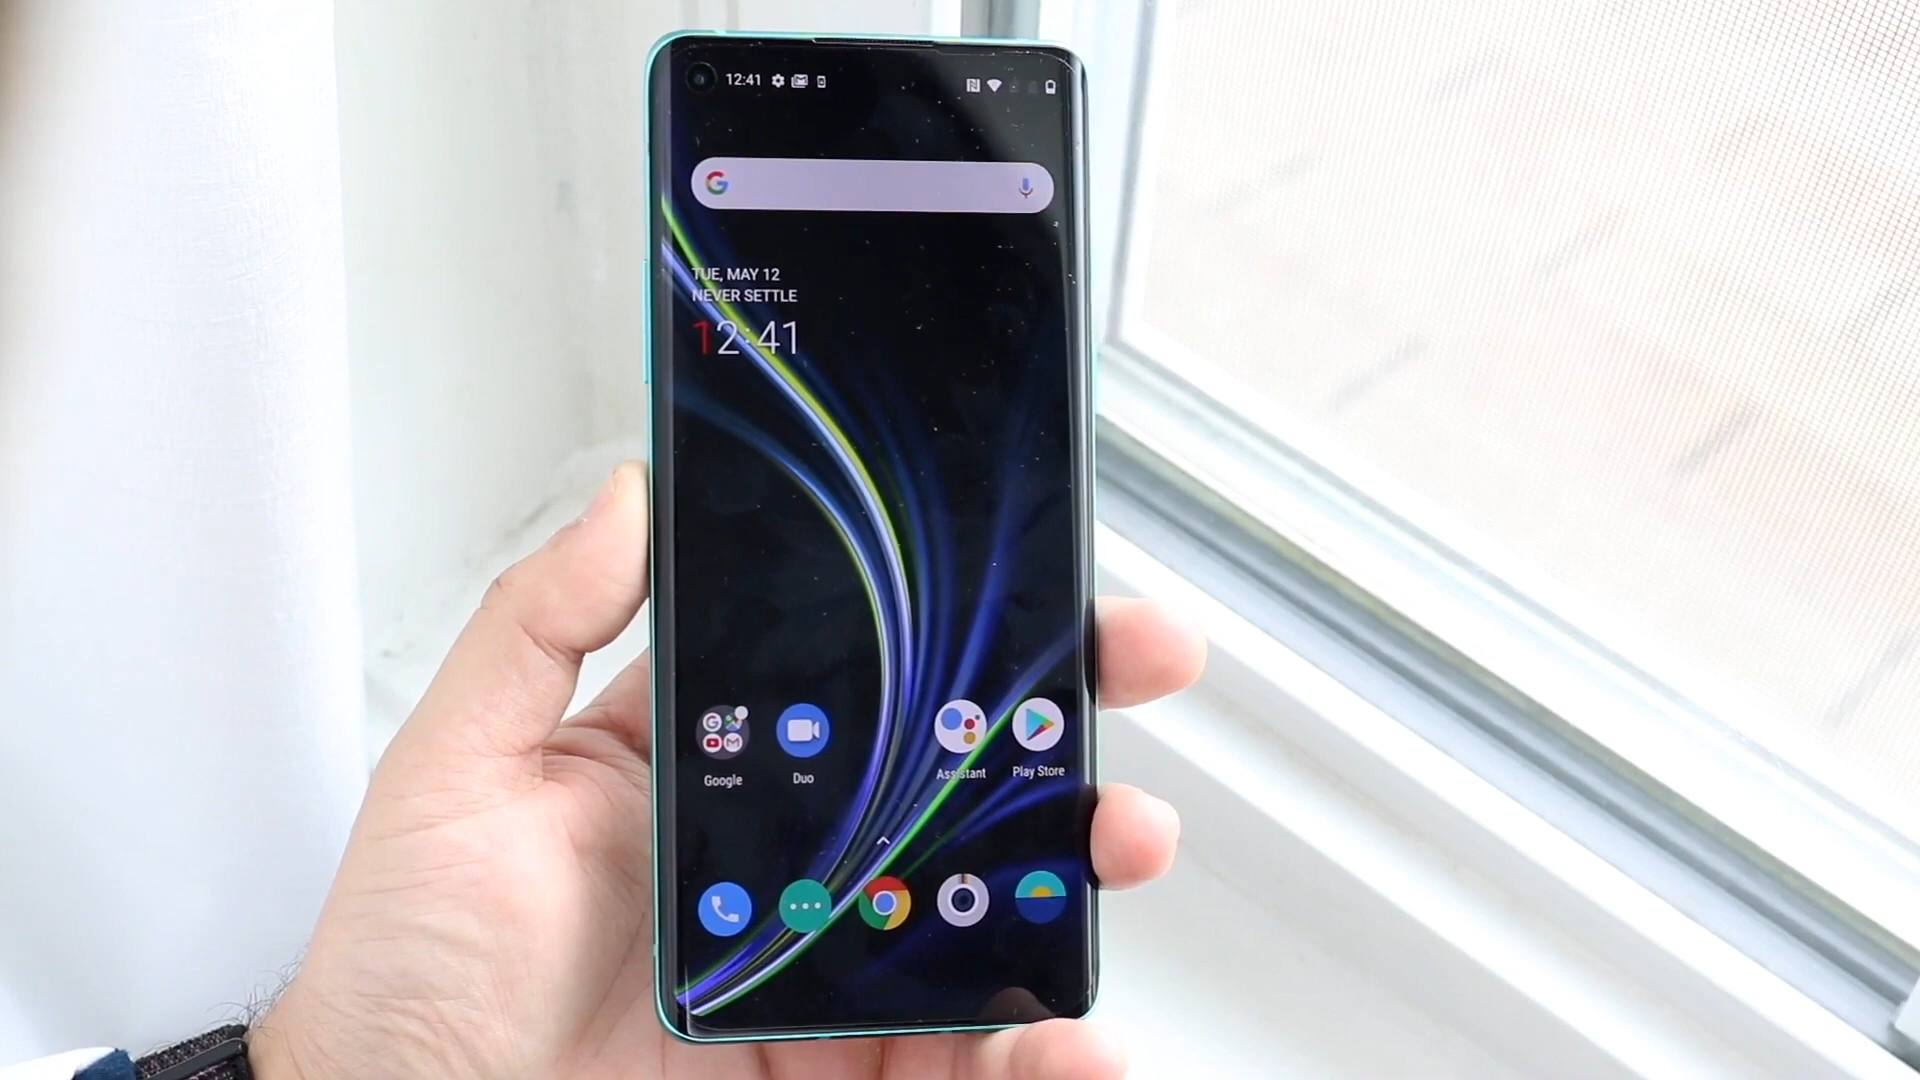 12:41
TUE, MAY 12
NEVER SETTLE
12:41
Google
Duo
Assistant
Play Store